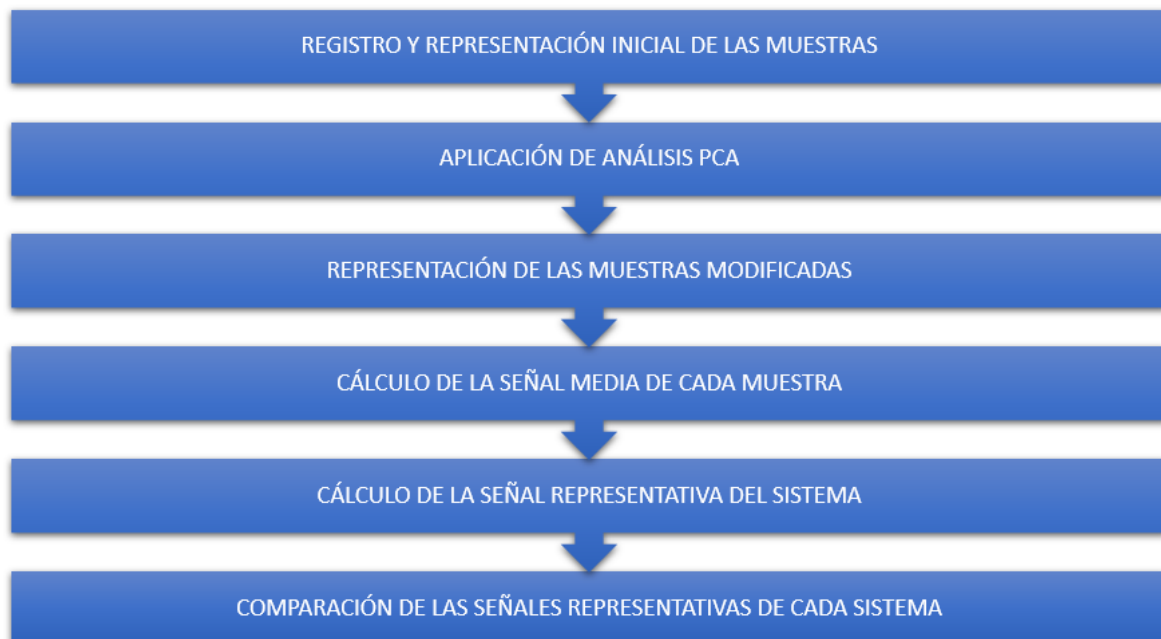 REGISTRO Y REPRESENTACIÓN INICIAL DE LAS MUESTRAS
APLICACIÓN DE ANÁLISIS PCA
REPRESENTACIÓN DE LAS MUESTRAS MODIFICADAS
CÁLCULO DE LA SEÑAL MEDIA DE CADA MUESTRA
CÁLCULO DE LA SEÑAL REPRESENTATIVA DEL SISTEMA
COMPARACIÓN DE LAS SEÑALES REPRESENTATIVAS DE CADA SISTEMA